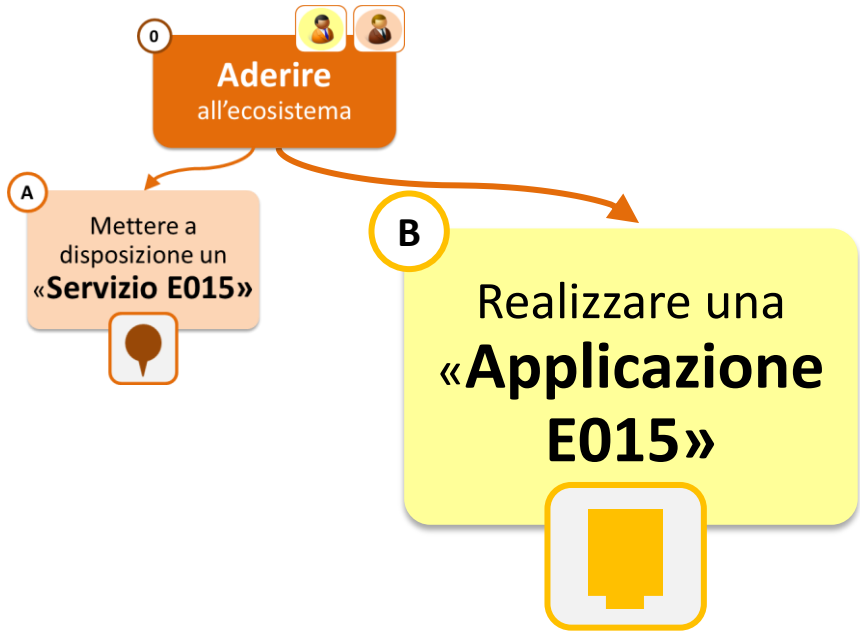 0
Aderire
all’ecosistema
A
Mettere a
disposizione un
«Servizio E015»
B
Realizzare una
«Applicazione
E015»